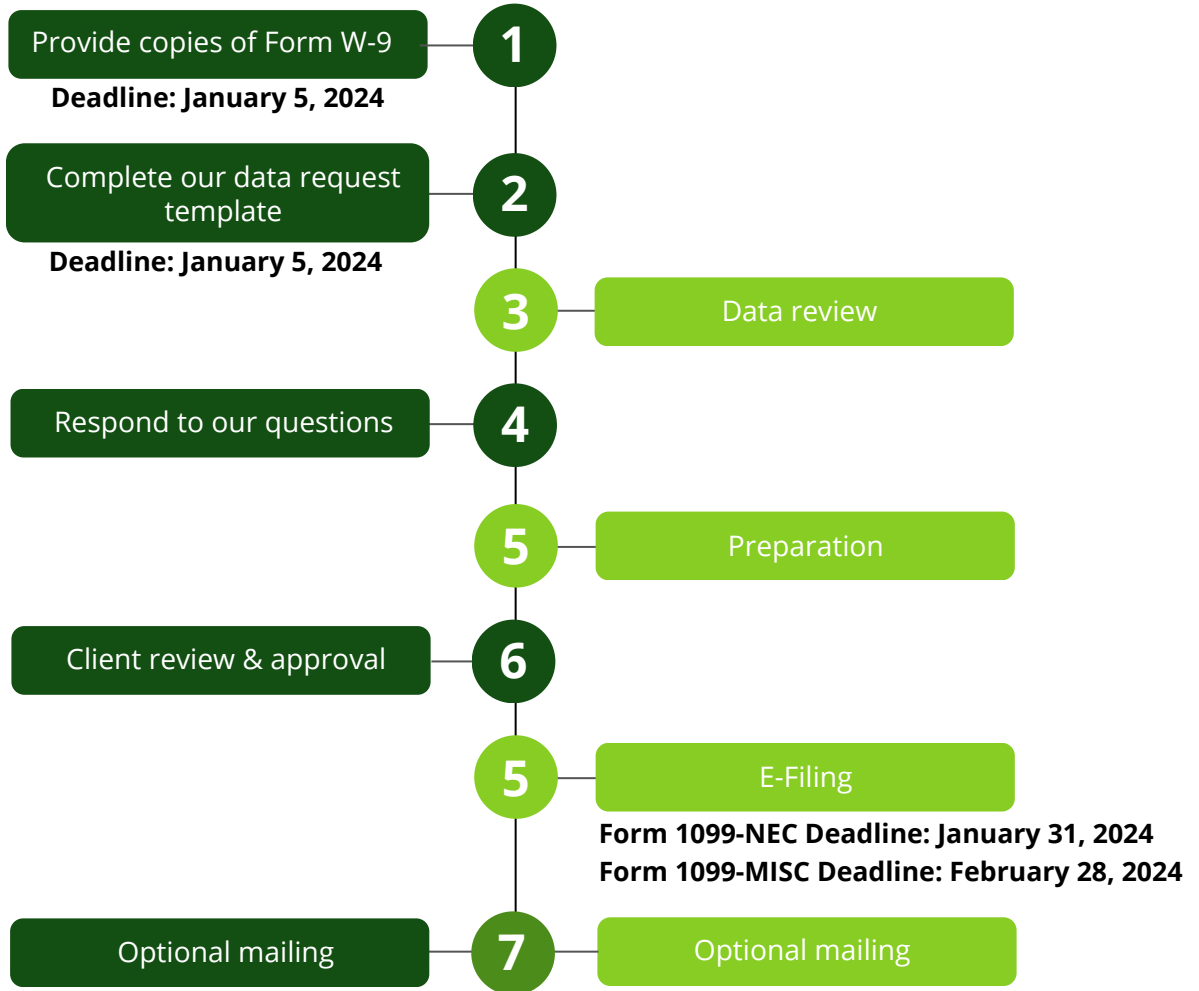 Provide copies of Form W-9
1
Deadline: January 5, 2024
Complete our data request
template
2
Deadline: January 5, 2024
3
Data review
Respond to our questions
4
5
Preparation
Client review & approval
6
5
E-Filing
Form 1099-NEC Deadline: January 31, 2024
Form 1099-MISC Deadline: February 28, 2024
Optional mailing
7
Optional mailing